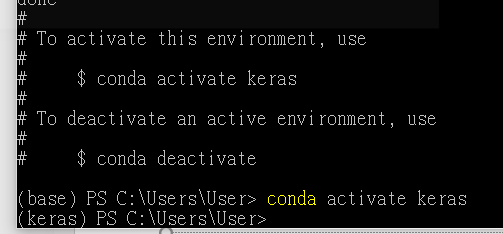 done
#
# To activate this environment, use
#
#     $ conda activate keras
#
# To deactivate an active environment, use
#
#     $ conda deactivate
(base) PS C:\Users\User> conda activate keras
(keras) PS C:\Users\User>